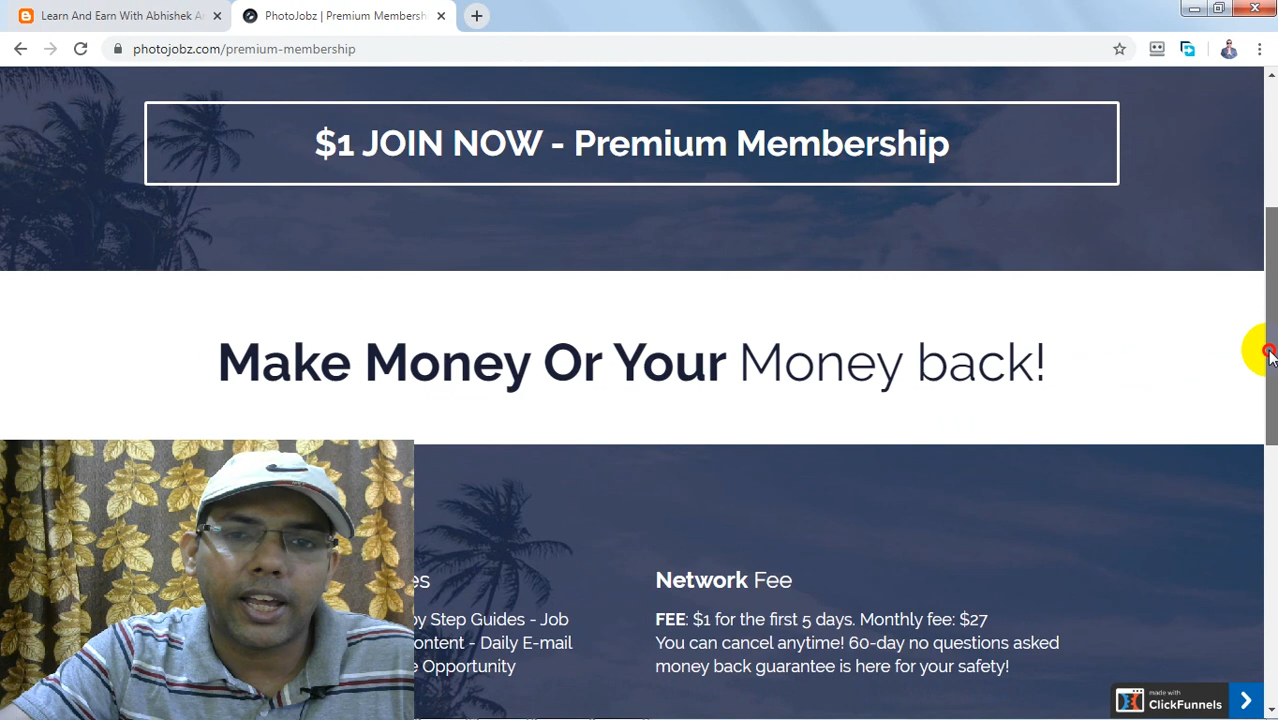 Learn And Earn With Abhishek A
PhotoJobz | Premium Membersh
photojobz.com/premium-membership
$1 JOIN NOW - Premium Membership
Make Money Or Your Money back!
es
by Step Guides - Job
ontent - Daily E-mail
e Opportunity
Network Fee
FEE: $1 for the first 5 days. Monthly fee: $27
You can cancel anytime! 60-day no questions asked
money back guarantee is here for your safety!
made with
ClickFunnels